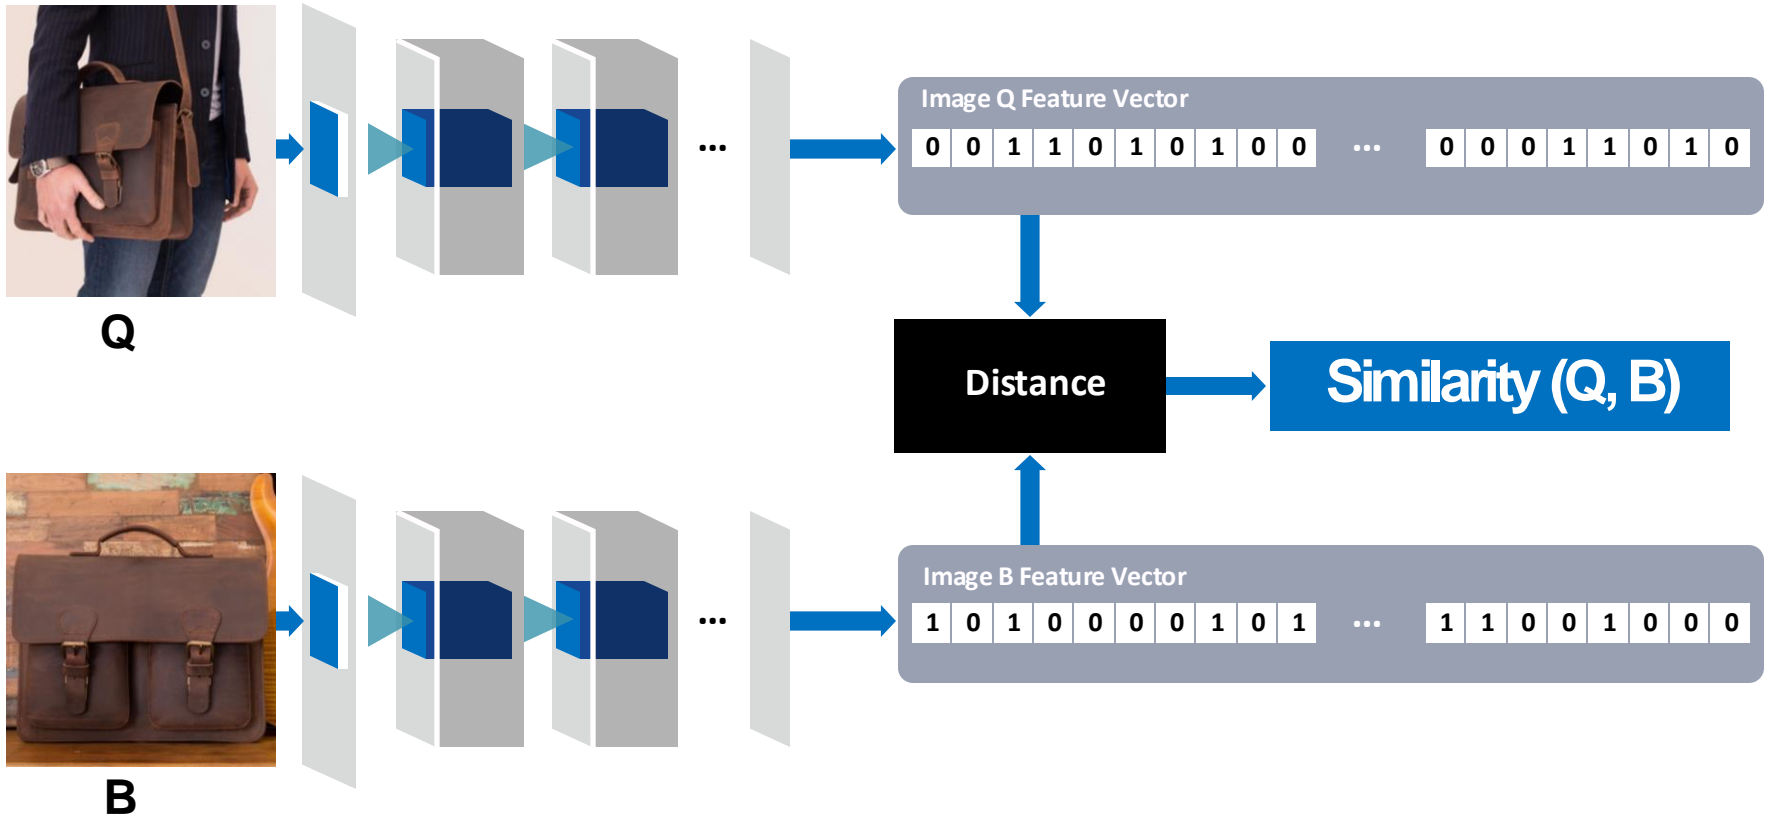 Image Q Feature Vector
0 0 1 1 0 1 0 1 0 0 ... 0 0 0 1 1 0 1 0
...
Q
Distance
Similarity (Q, B)
Image B Feature Vector
1 0 1 0 0 0 0 1 0 1 ... 1 1 0 0 1 0 0 0
...
B